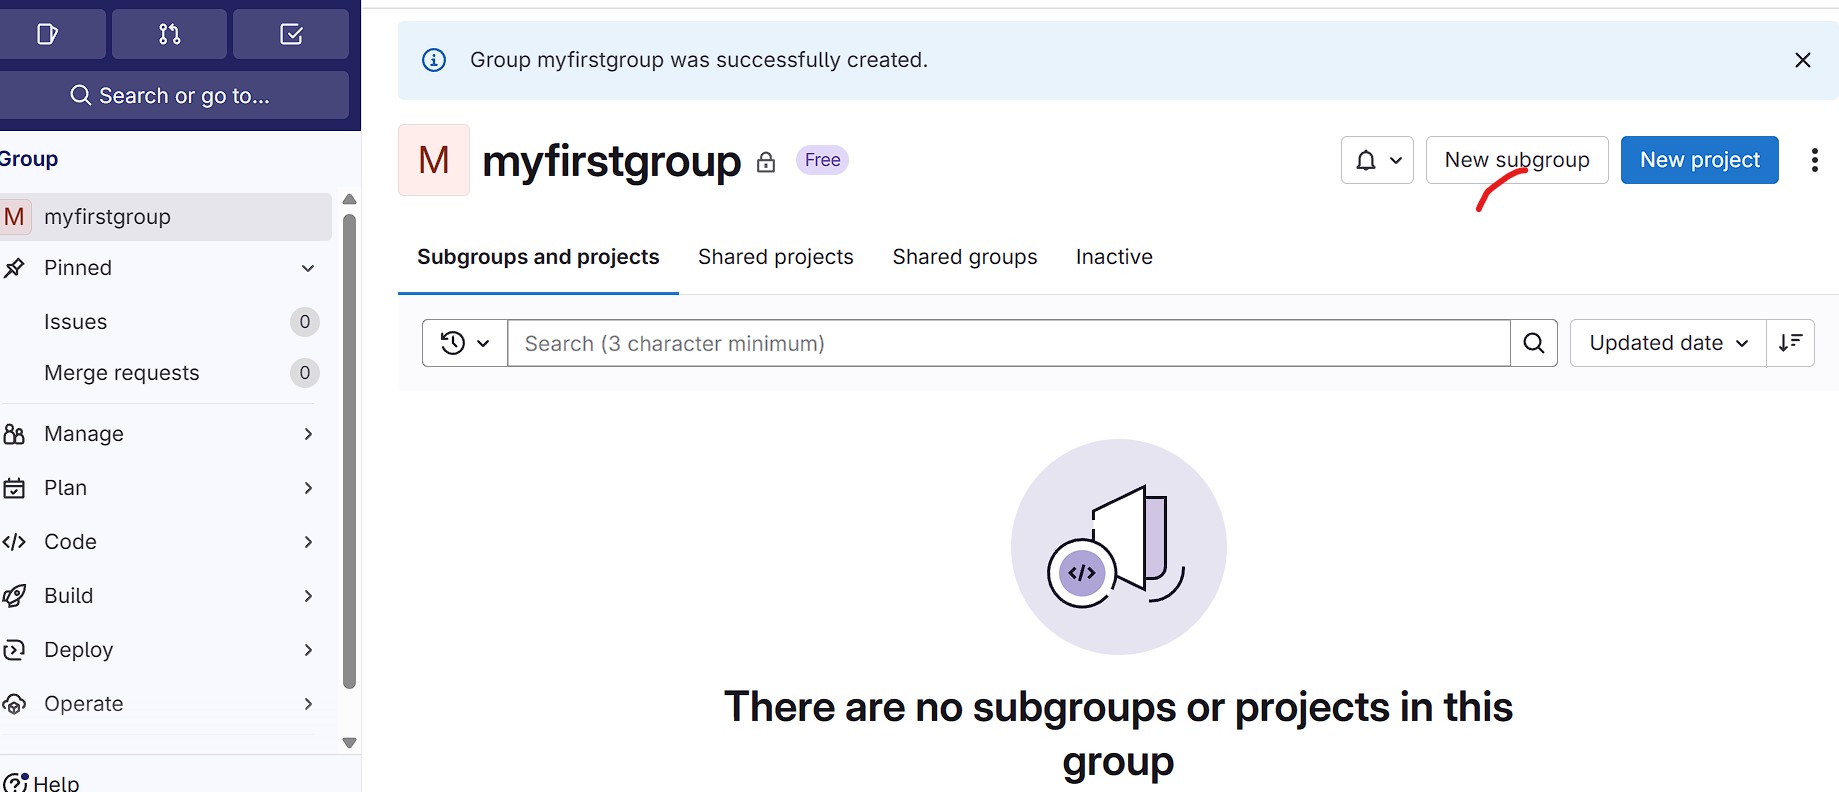 Search or go to...
Group
M myfirstgroup
Pinned
Issues 0
Merge requests 0
Manage
Plan
Code
Build
Deploy
Operate
Help
Group myfirstgroup was successfully created.
M myfirstgroup Free
New subgroup New project
Subgroups and projects Shared projects Shared groups Inactive
Search (3 character minimum) Updated date
There are no subgroups or projects in this
group